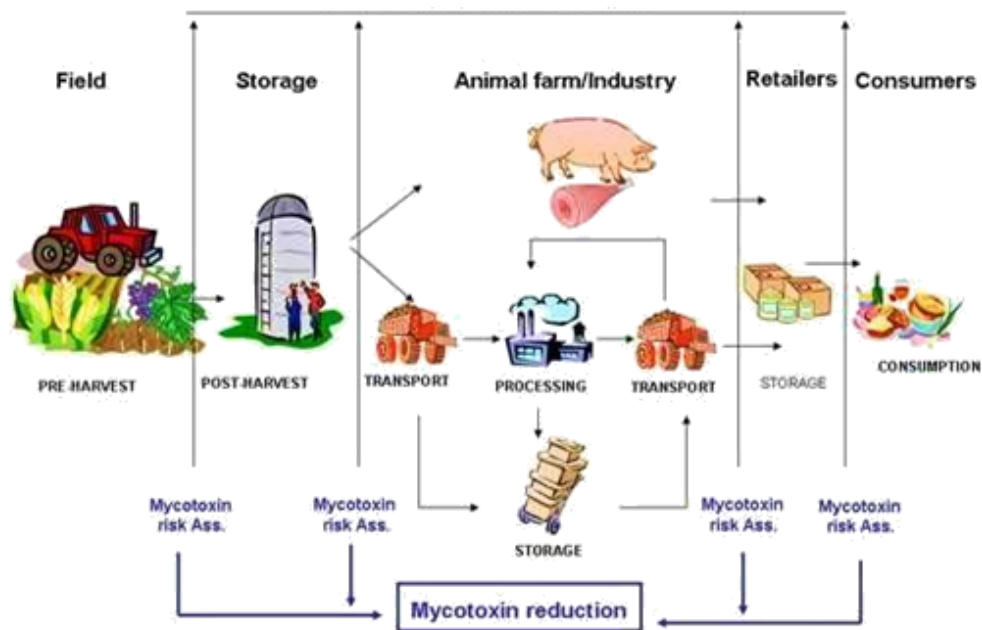 Field
Storage
Animal farm/Industry
Retailers
Consumers
PRE-HARVEST
POST-HARVEST
TRANSPORT
PROCESSING
TRANSPORT
STORAGE
CONSUMPTION
STORAGE
Mycotoxin
risk Ass.
Mycotoxin
risk Ass.
Mycotoxin
risk Ass.
Mycotoxin
risk Ass.
Mycotoxin reduction